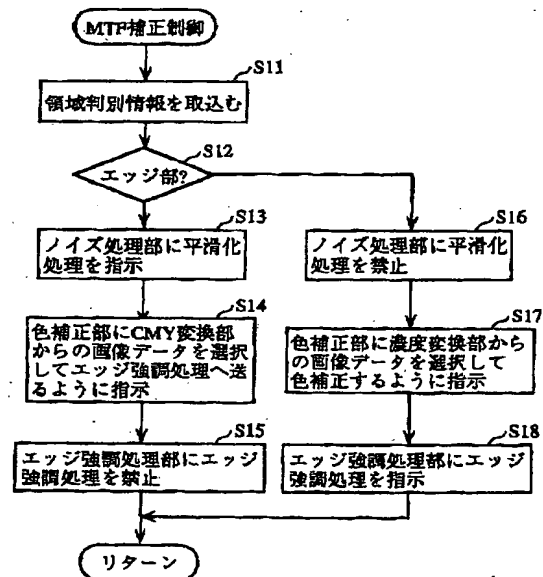 MTF補正制御
S11
領域判別情報を取込む
S12
エッジ部?
S13
ノイズ処理部に平滑化
処理を指示
S14
色補正部にCMY変換部
からの画像データを選択
してエッジ強調処理へ送
るように指示
S15
エッジ強調処理部にエッジ
強調処理を禁止
S16
ノイズ処理部に平滑化
処理を禁止
S17
色補正部に濃度変換部から
の画像データを選択して
色補正するように指示
S18
エッジ強調処理部にエッジ
強調処理を指示
リターン